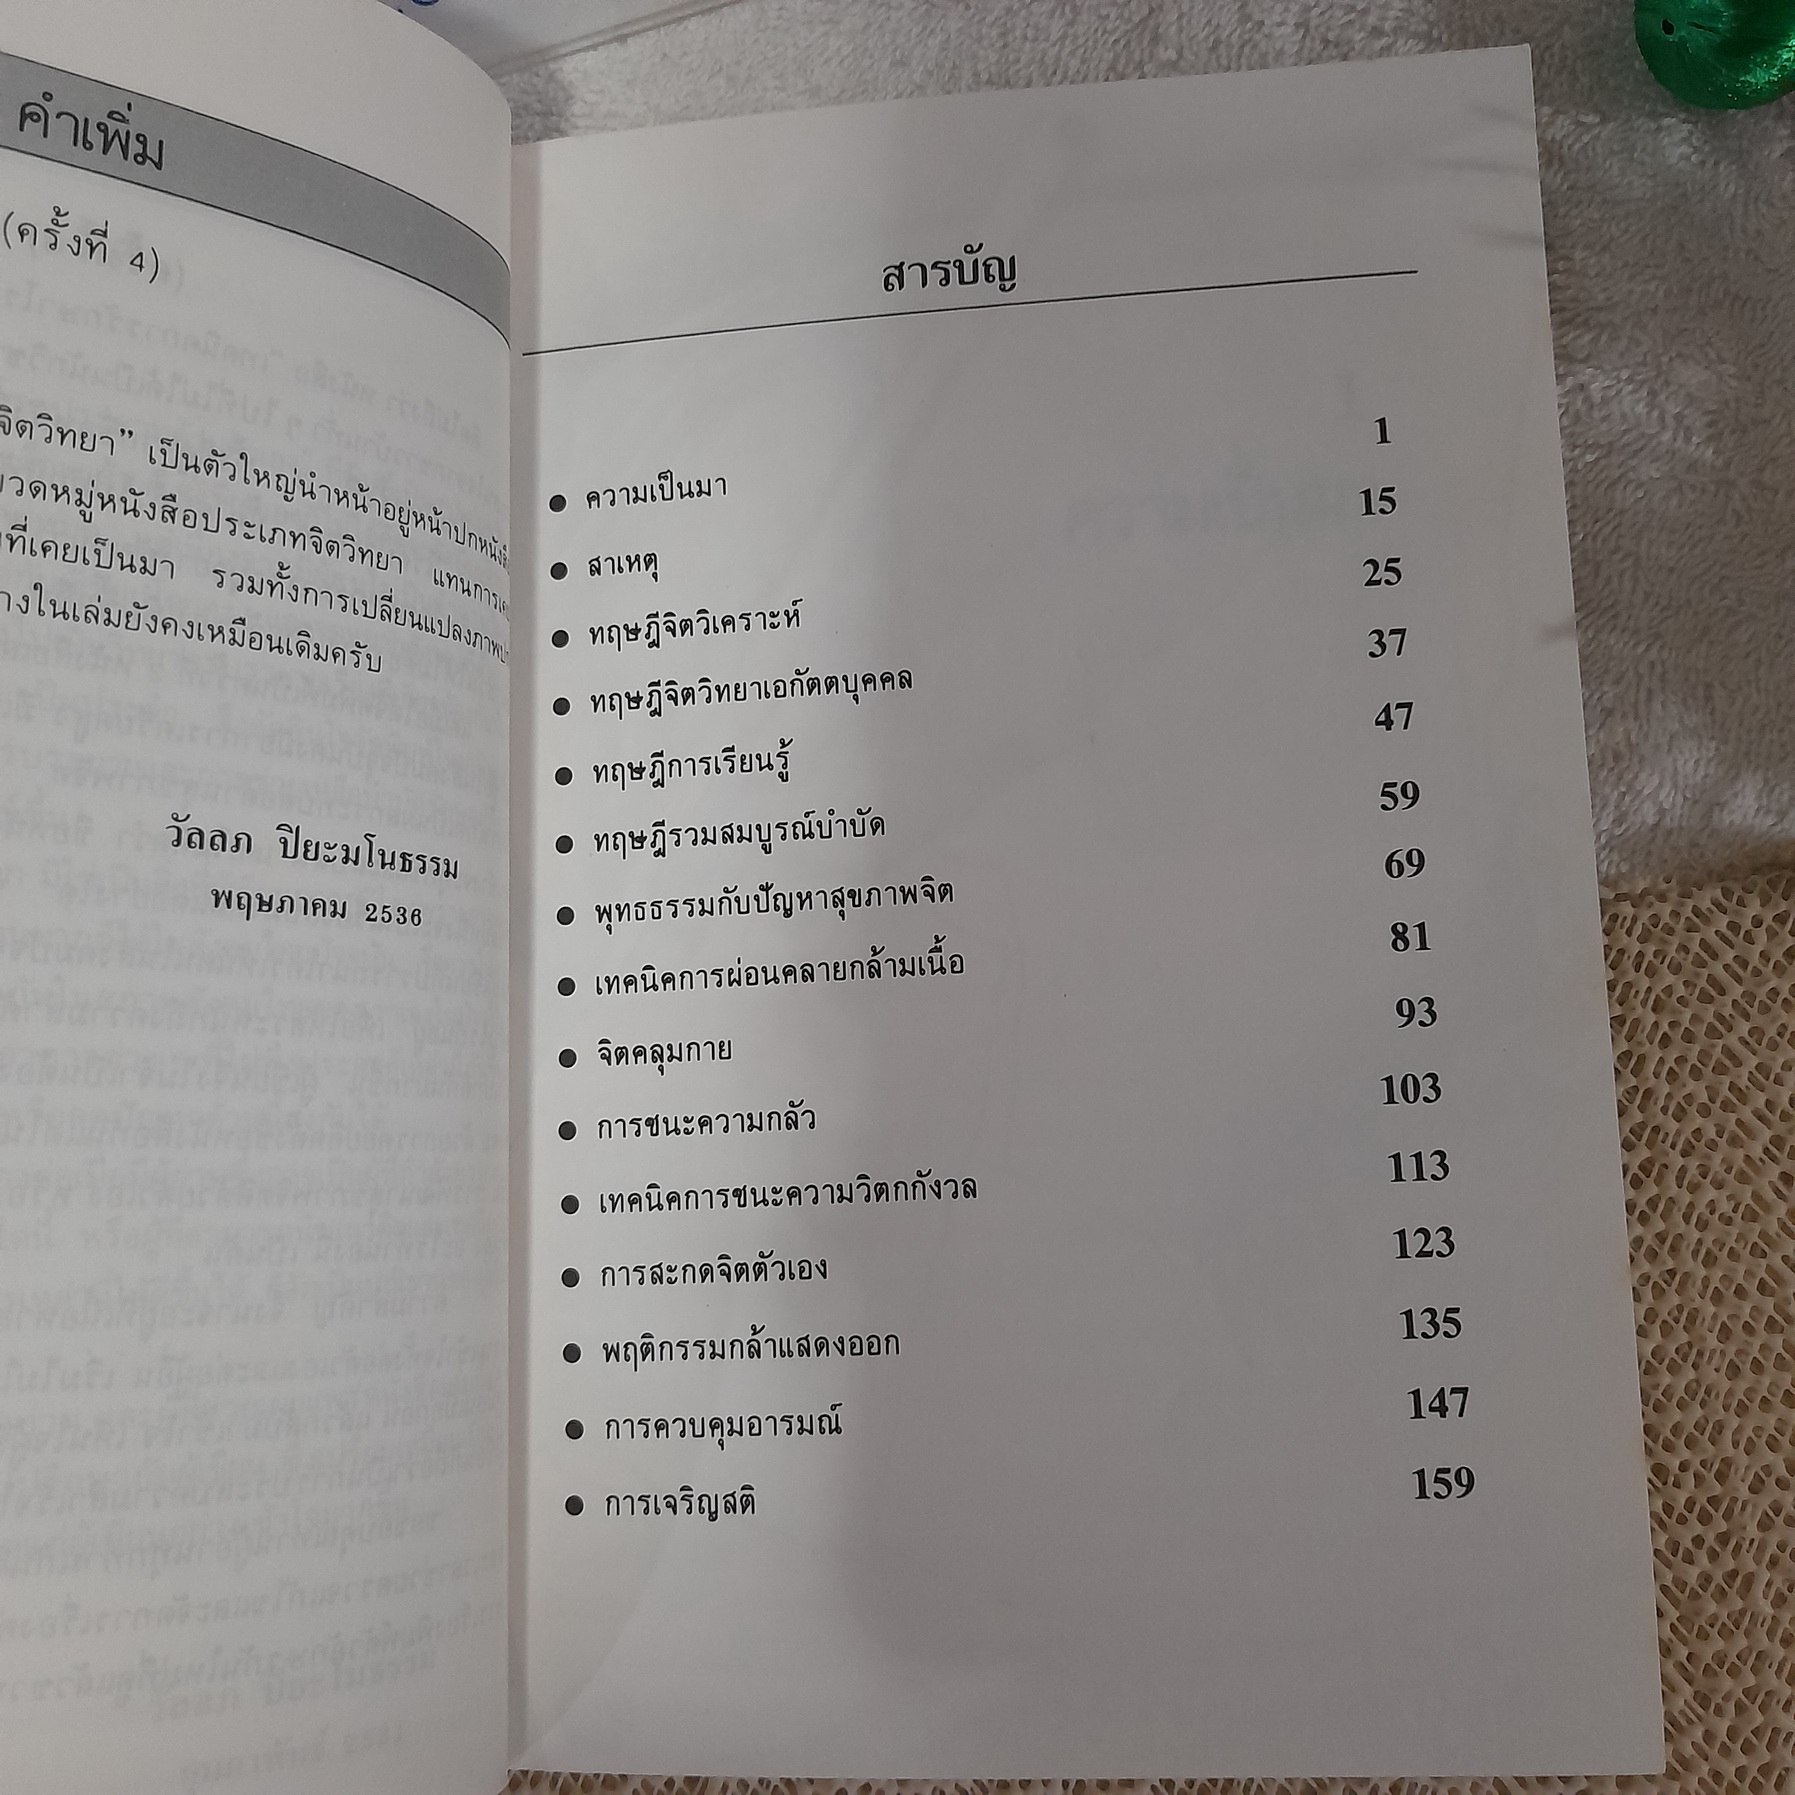 คำเพิ่ม
(ครั้งที่ 4)
จิตวิทยา” เป็นตัวใหญ่นำหน้าอยู่หน้าปกหนังสือ
หมวดหมู่หนังสือประเภทจิตวิทยา แทนการ
ที่เคยเป็นมา รวมทั้งการเปลี่ยนแปลงภาพ
างในเล่มยังคงเหมือนเดิมครับ
วัลลภ ปิยะมโนธรรม
พฤษภาคม 2536
สารบัญ
● ความเป็นมา 1
● สาเหตุ 15
● ทฤษฎีจิตวิเคราะห์ 25
● ทฤษฎีจิตวิทยาเอกัตตบุคคล 37
● ทฤษฎีการเรียนรู้ 47
● ทฤษฎีรวมสมบูรณ์บำบัด 59
● พุทธธรรมกับปัญหาสุขภาพจิต 69
● เทคนิคการผ่อนคลายกล้ามเนื้อ 81
● จิตคลุมกาย 93
● การชนะความกลัว 103
● เทคนิคการชนะความวิตกกังวล 113
● การสะกดจิตตัวเอง 123
● พฤติกรรมกล้าแสดงออก 135
● การควบคุมอารมณ์ 147
● การเจริญสติ 159